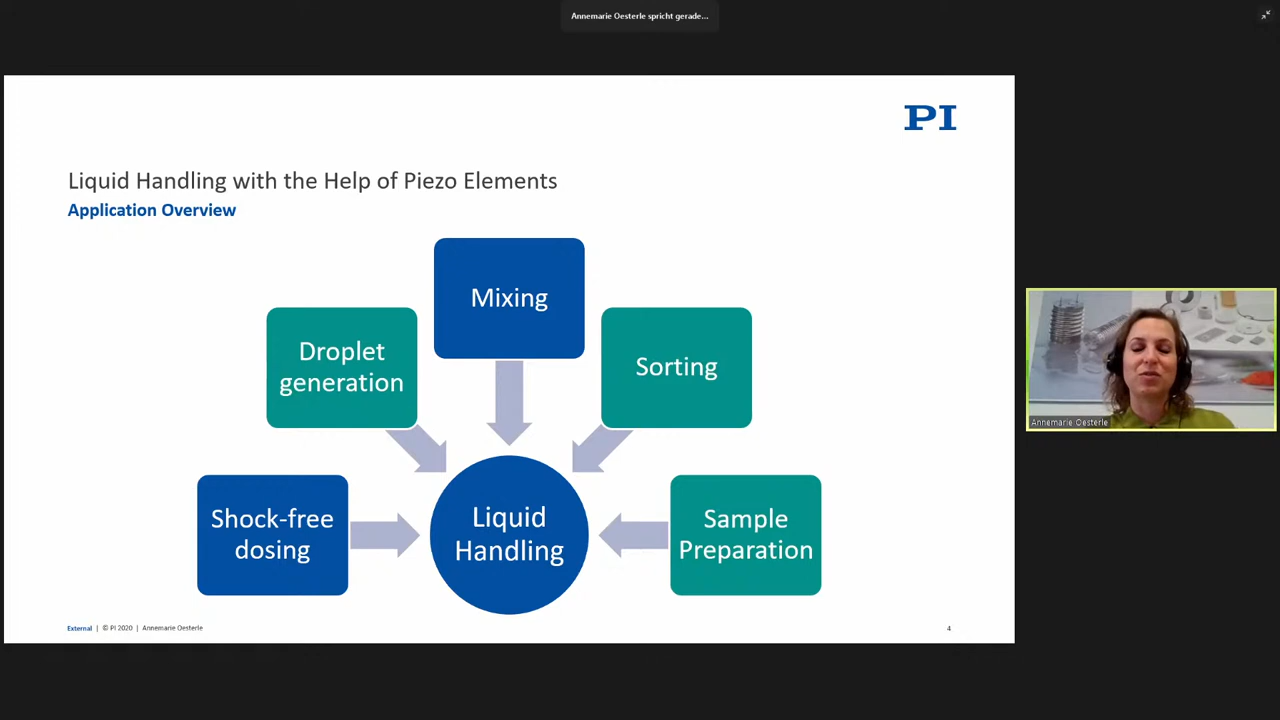 Annemarie Oesterle spricht gerade...
PI
Liquid Handling with the Help of Piezo Elements
Application Overview
Mixing
Droplet
generation
Sorting
Shock-free
dosing
Liquid
Handling
Sample
Preparation
External | © PI 2020 | Annemarie Oesterle
4
Annemarie Oesterle